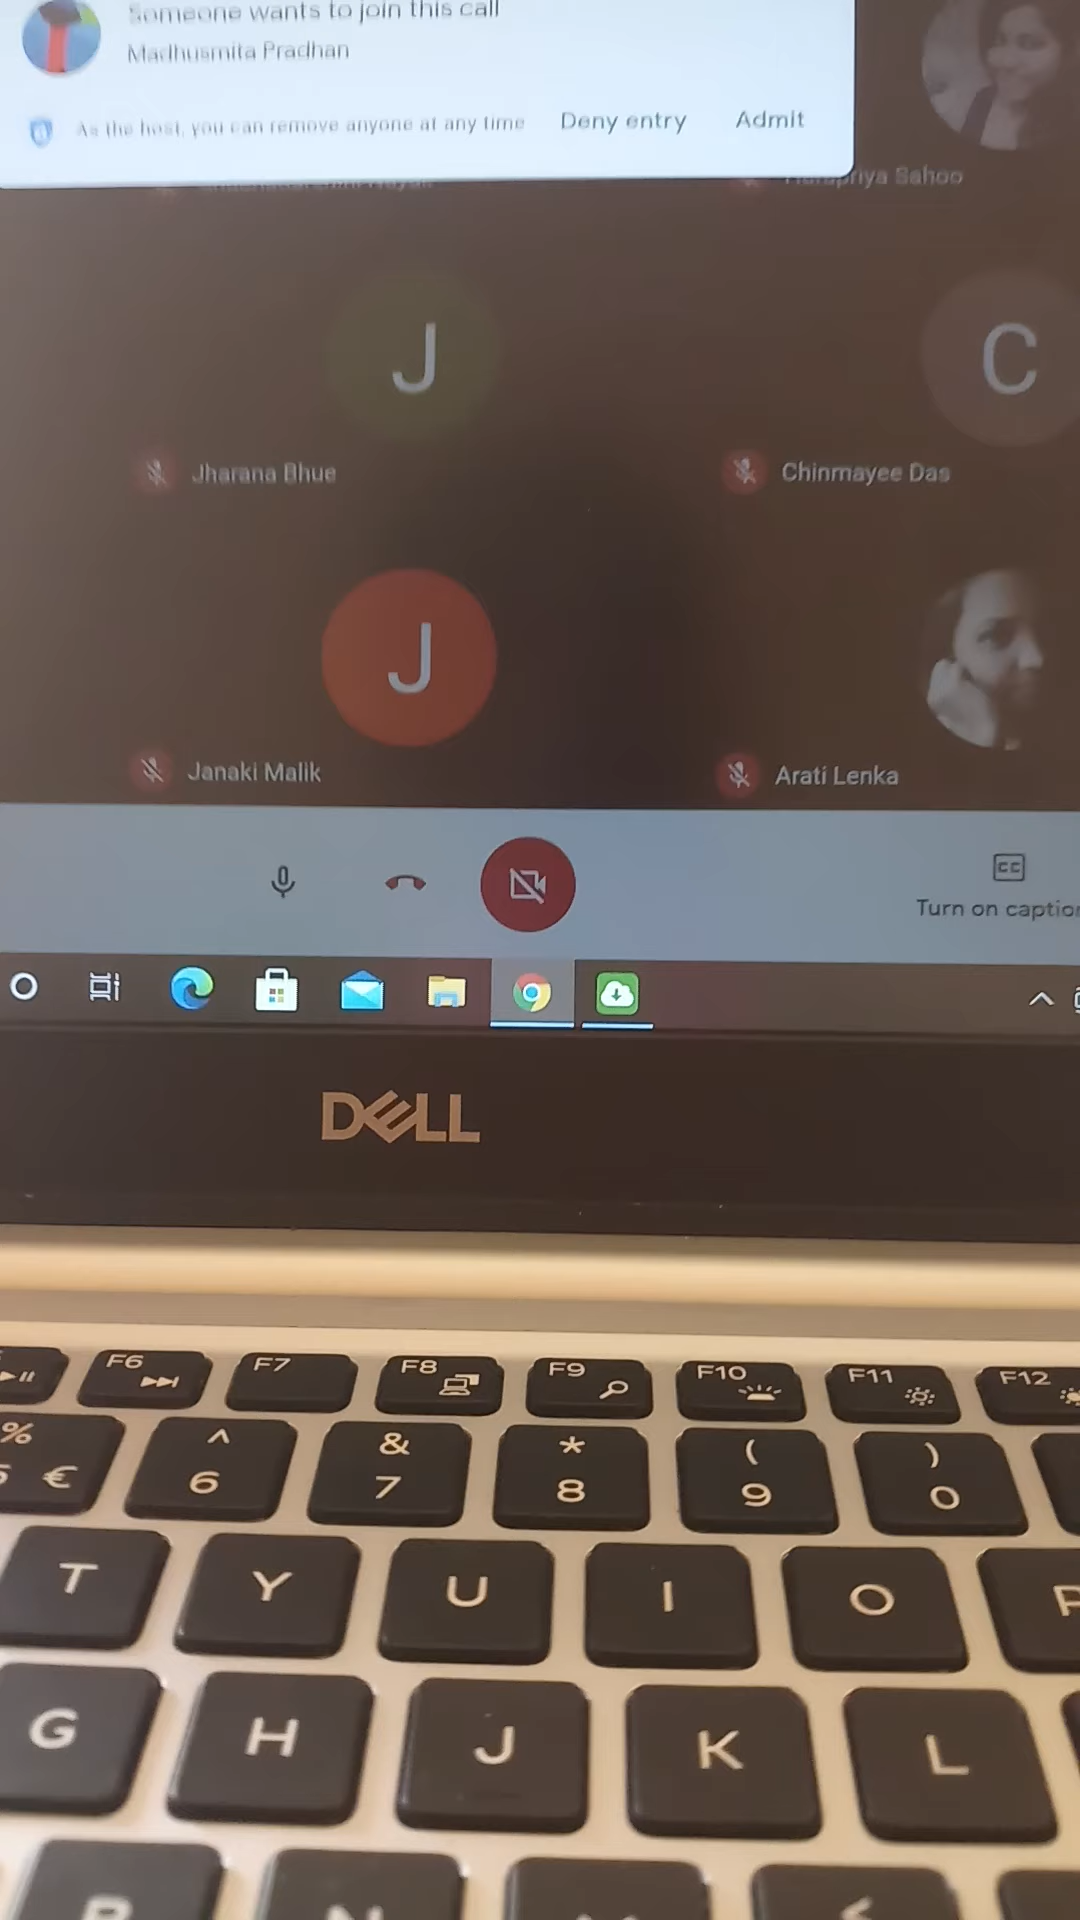 Someone wants to join this call
Madhusmita Pradhan
As the host, you can remove anyone at any time
Deny entry
Admit
Sahoo
J
C
Jharana Bhue
Chinmayee Das
J
Janaki Malik
Arati Lenka
CC
Turn on
DELL
F6
F7
F8
F9
F10
F11
F12
%
^
&
*
(
)
€
6
7
8
9
0
T
Y
U
I
O
G
H
J
K
L